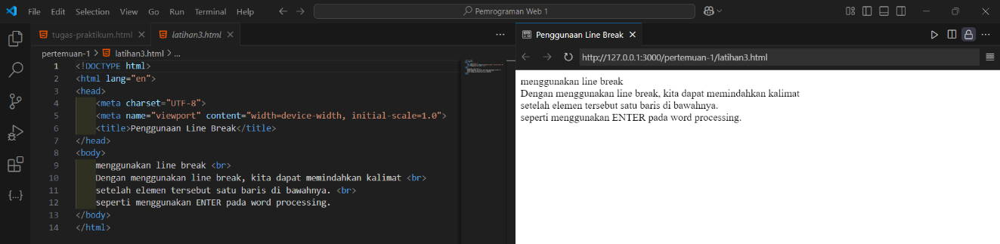 File Edit Selection View Go Run Terminal Help
Pemrograman Web 1
tugas-praktikum.html
latihan3.html
pertemuan-1 > latihan3.html > ...
1 <!DOCTYPE html>
2 <html lang="en">
3 <head>
4 <meta charset="UTF-8">
5 <meta name="viewport" content="width=device-width, initial-scale=1.0">
6 <title>Penggunaan Line Break</title>
7 </head>
8 <body>
9 menggunakan line break <br>
10 Dengan menggunakan line break, kita dapat memindahkan kalimat <br>
11 setelah elemen tersebut satu baris di bawahnya. <br>
12 seperti menggunakan ENTER pada word processing.
13 </body>
14 </html>
Penggunaan Line Break
http://127.0.0.1:3000/pertemuan-1/latihan3.html
menggunakan line break
Dengan menggunakan line break, kita dapat memindahkan kalimat
setelah elemen tersebut satu baris di bawahnya.
seperti menggunakan ENTER pada word processing.